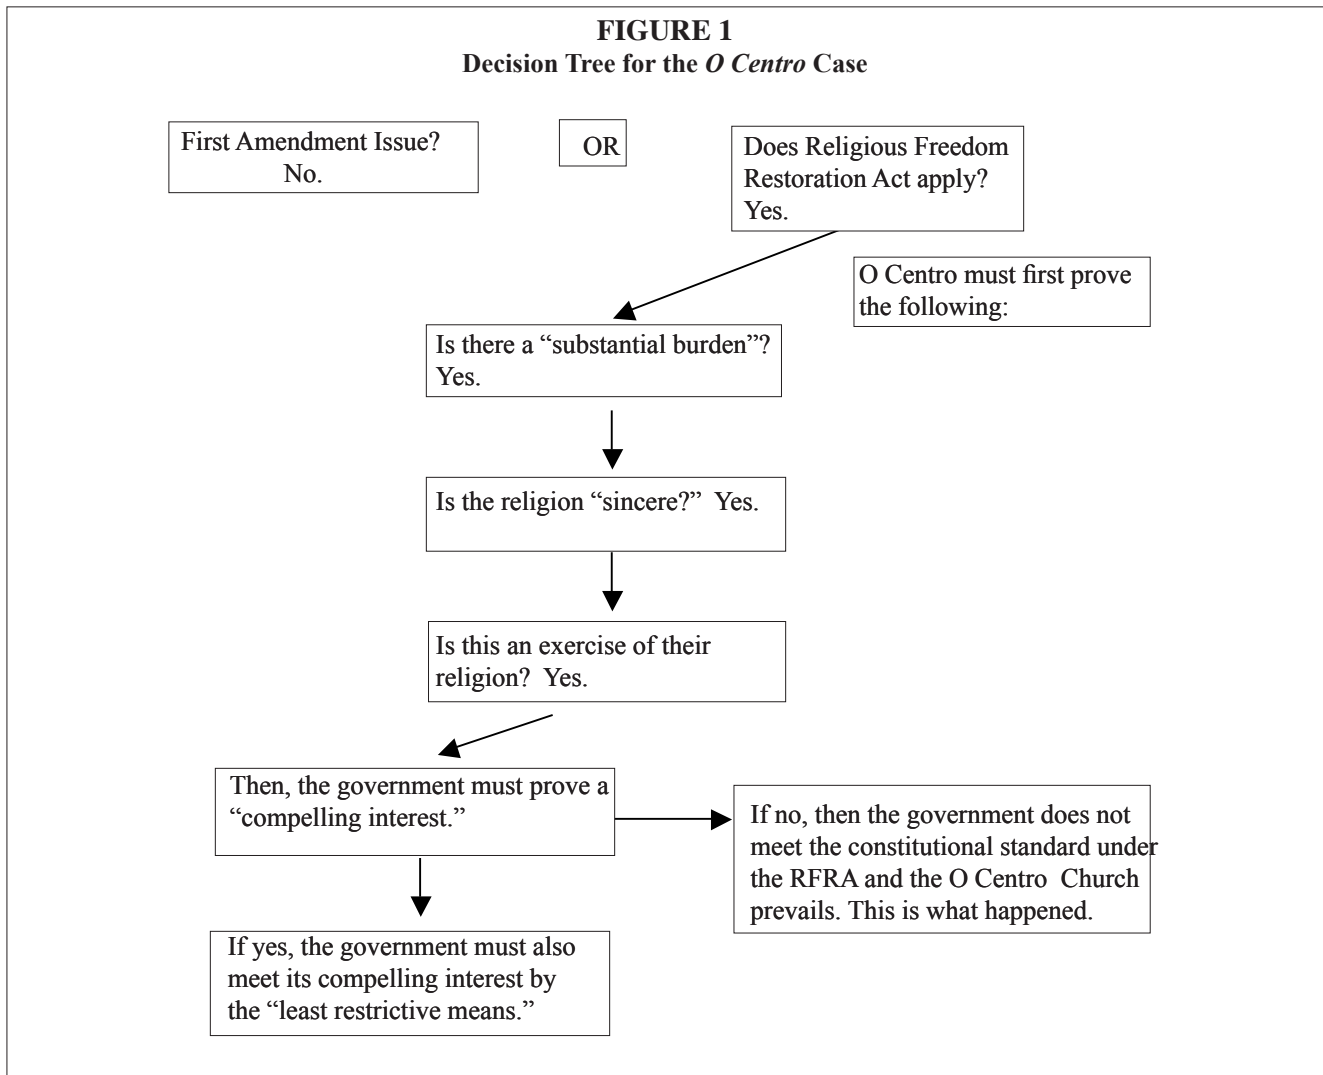 FIGURE 1
Decision Tree for the O Centro Case
First Amendment Issue?
No.
OR
Does Religious Freedom
Restoration Act apply?
Yes.
O Centro must first prove
the following:
Is there a “substantial burden”?
Yes.
Is the religion “sincere?” Yes.
Is this an exercise of their
religion? Yes.
Then, the government must prove a
“compelling interest.”
If no, then the government does not
meet the constitutional standard under
the RFRA and the O Centro Church
prevails. This is what happened.
If yes, the government must also
meet its compelling interest by
the “least restrictive means.”